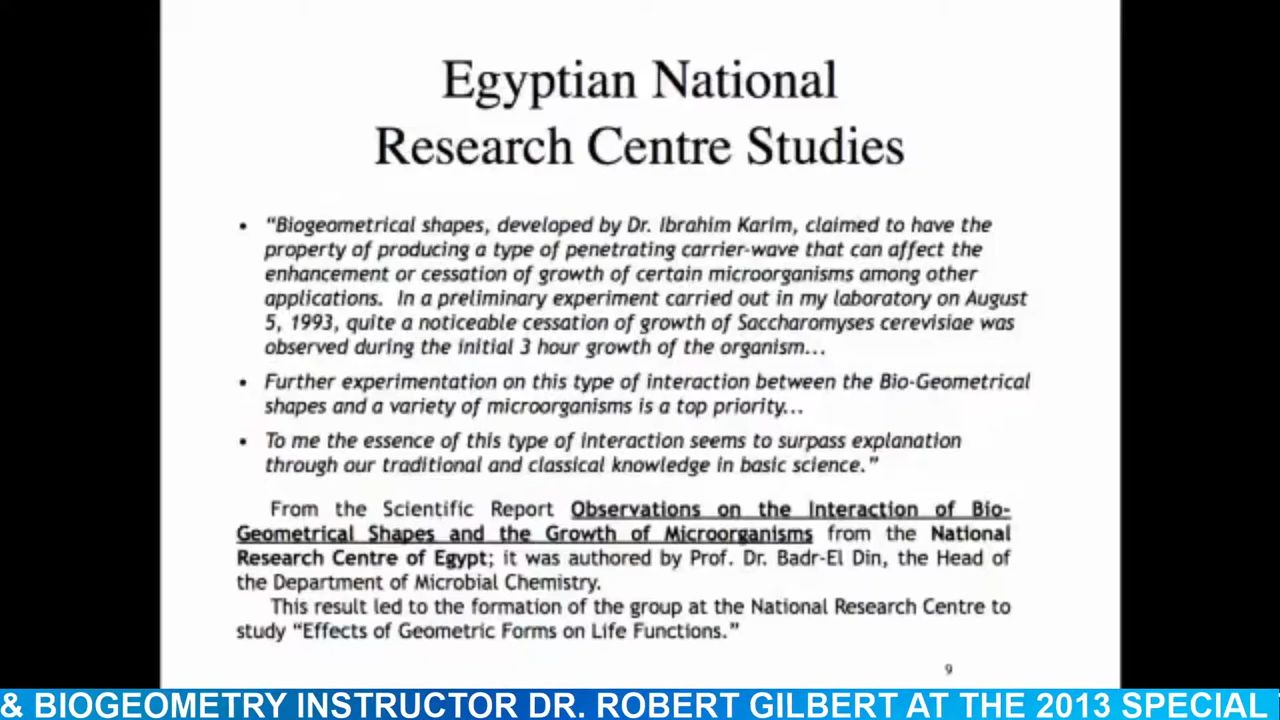 Egyptian National
Research Centre Studies
• “Biogeometrical shapes, developed by Dr. Ibrahim Karim, claimed to have the
property of producing a type of penetrating carrier-wave that can affect the
enhancement or cessation of growth of certain microorganisms among other
applications. In a preliminary experiment carried out in my laboratory on August
5, 1993, quite a noticeable cessation of growth of Saccharomyses cerevisiae was
observed during the initial 3 hour growth of the organism...
• Further experimentation on this type of interaction between the Bio-Geometrical
shapes and a variety of microorganisms is a top priority...
• To me the essence of this type of interaction seems to surpass explanation
through our traditional and classical knowledge in basic science.”
From the Scientific Report Observations on the Interaction of Bio-
Geometrical Shapes and the Growth of Microorganisms from the National
Research Centre of Egypt; it was authored by Prof. Dr. Badr-El Din, the Head of
the Department of Microbial Chemistry.
This result led to the formation of the group at the National Research Centre to
study “Effects of Geometric Forms on Life Functions.”
9
& BIOGEOMETRY INSTRUCTOR DR. ROBERT GILBERT AT THE 2013 SPECIAL